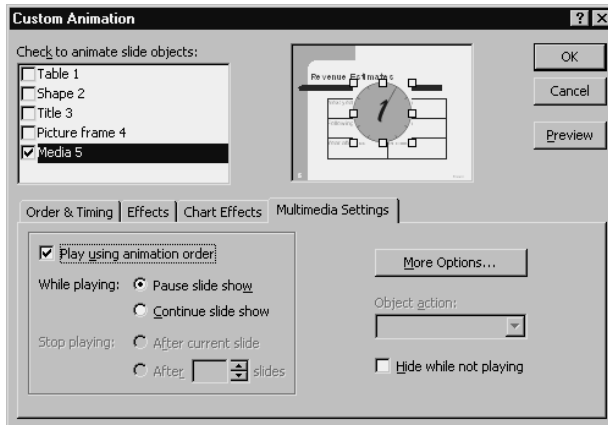 Custom Animation
Check to animate slide objects:
Table 1
Shape 2
Title 3
Picture frame 4
Media 5
Revenue Estimates
1
OK
Cancel
Preview
Order & Timing Effects Chart Effects Multimedia Settings
Play using animation order
While playing: Pause slide show
Continue slide show
Stop playing: After current slide
After slides
More Options...
Object action:
Hide while not playing